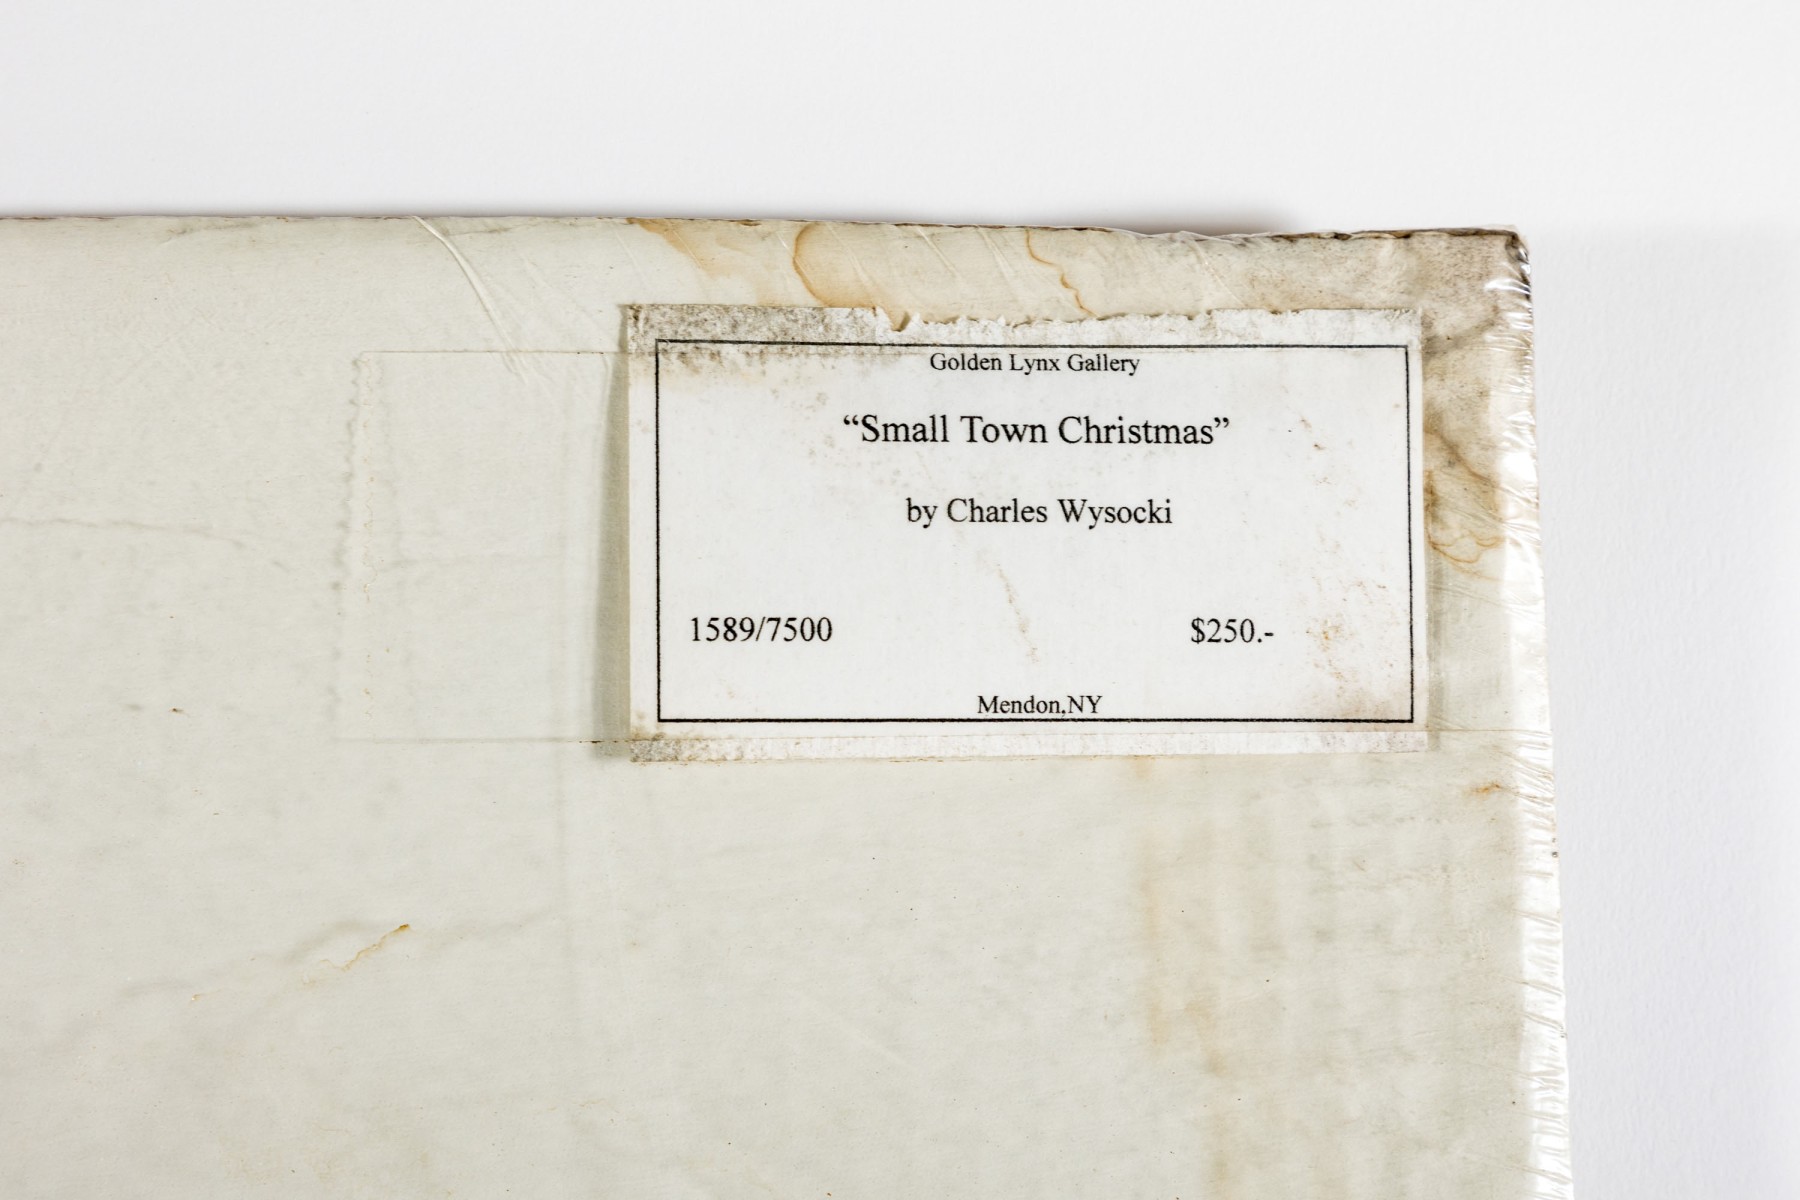 Golden Lynx Gallery
“Small Town Christmas”
by Charles Wysocki
1589/7500 $250.-
Mendon,NY